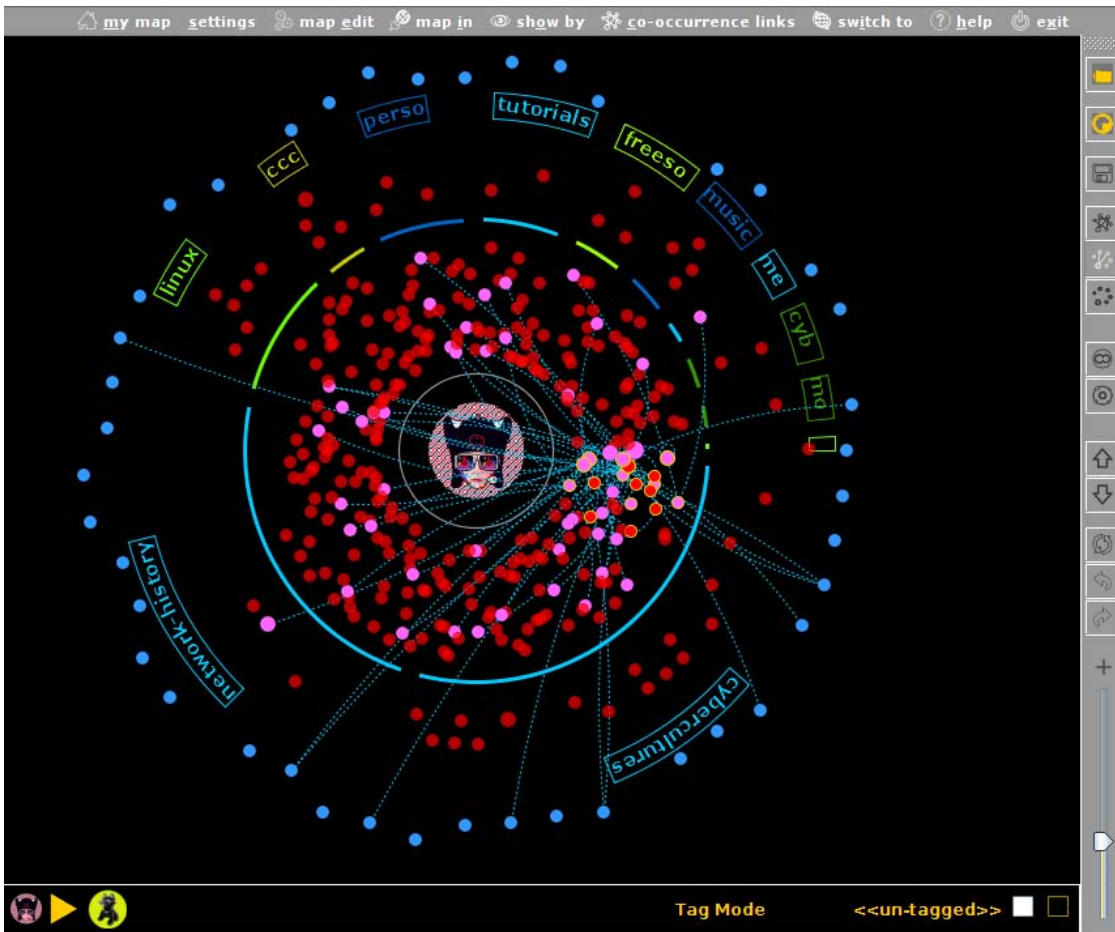 my map settings map edit map in show by co-occurrence links switch to help exit
perso
tutorials
freeso
ccc
music
me
linux
cyb
mo
network-history
cybercultures
Tag Mode <<un-tagged>>